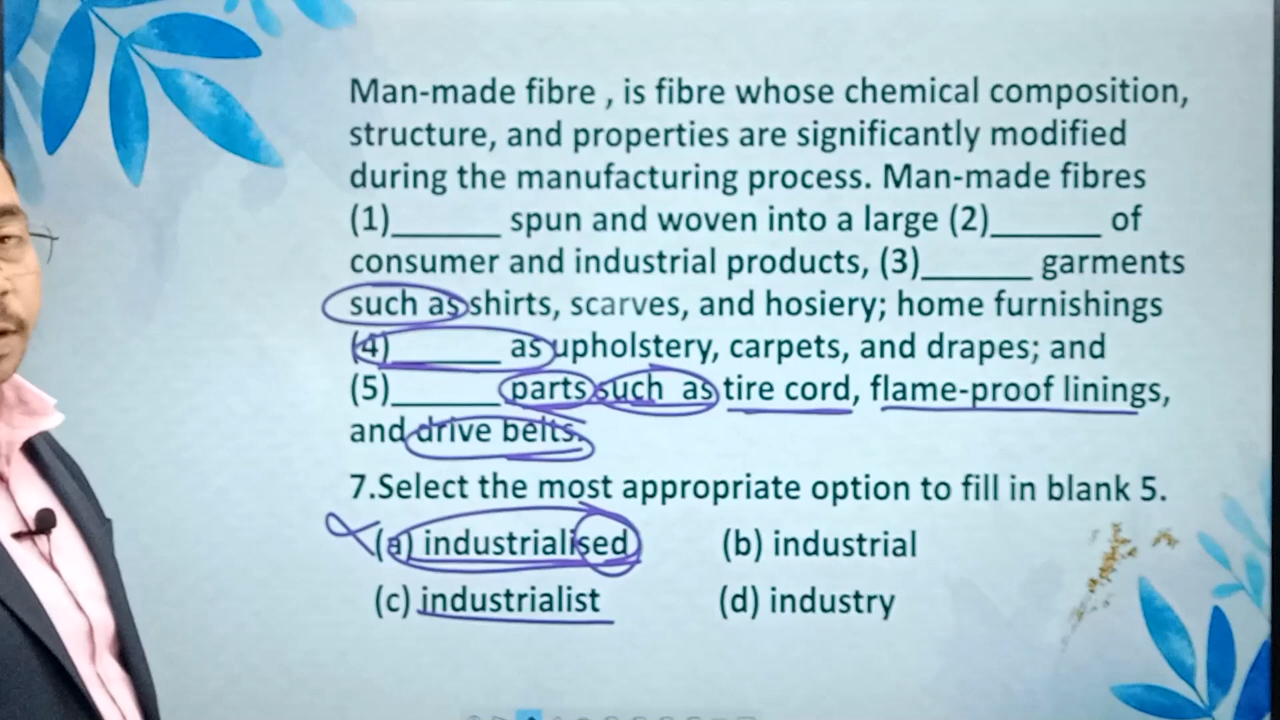 Man-made fibre , is fibre whose chemical composition,
structure, and properties are significantly modified
during the manufacturing process. Man-made fibres
(1)______ spun and woven into a large (2)______ of
consumer and industrial products, (3)______ garments
such as shirts, scarves, and hosiery; home furnishings
(4)______ as upholstery, carpets, and drapes; and
(5)______ parts such as tire cord, flame-proof linings,
and drive belts.
7.Select the most appropriate option to fill in blank 5.
(a) industrialised (b) industrial
(c) industrialist (d) industry